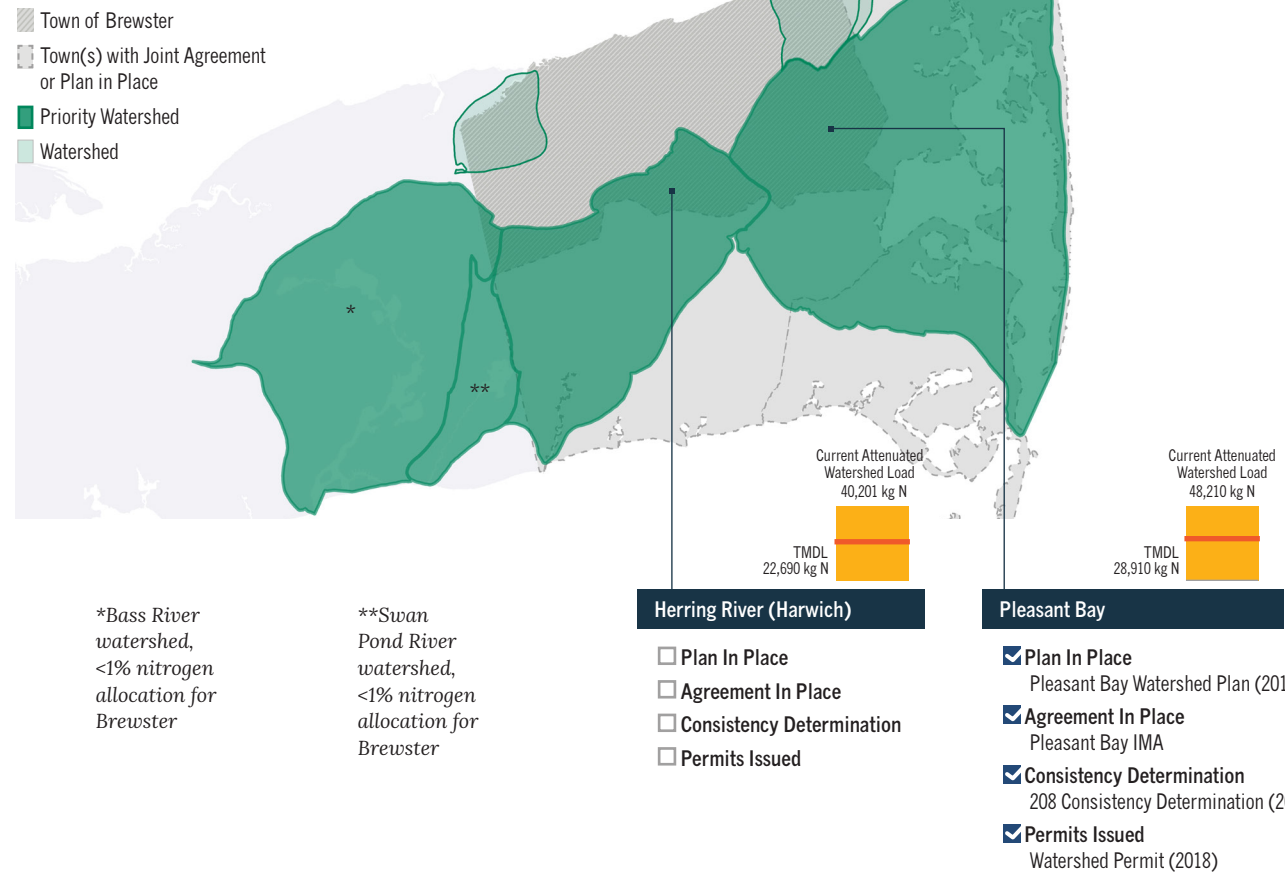 Town of Brewster
Town(s) with Joint Agreement
or Plan in Place
Priority Watershed
Watershed
*
**
Current Attenuated
Watershed Load
40,201 kg N
TMDL
22,690 kg N
Current Attenuated
Watershed Load
48,210 kg N
TMDL
28,910 kg N
*Bass River
watershed,
<1% nitrogen
allocation for
Brewster
**Swan
Pond River
watershed,
<1% nitrogen
allocation for
Brewster
Herring River (Harwich)
Plan In Place
Agreement In Place
Consistency Determination
Permits Issued
Pleasant Bay
Plan In Place
Pleasant Bay Watershed Plan
Agreement In Place
Pleasant Bay IMA
Consistency Determination
208 Consistency Determination
Permits Issued
Watershed Permit (2018)